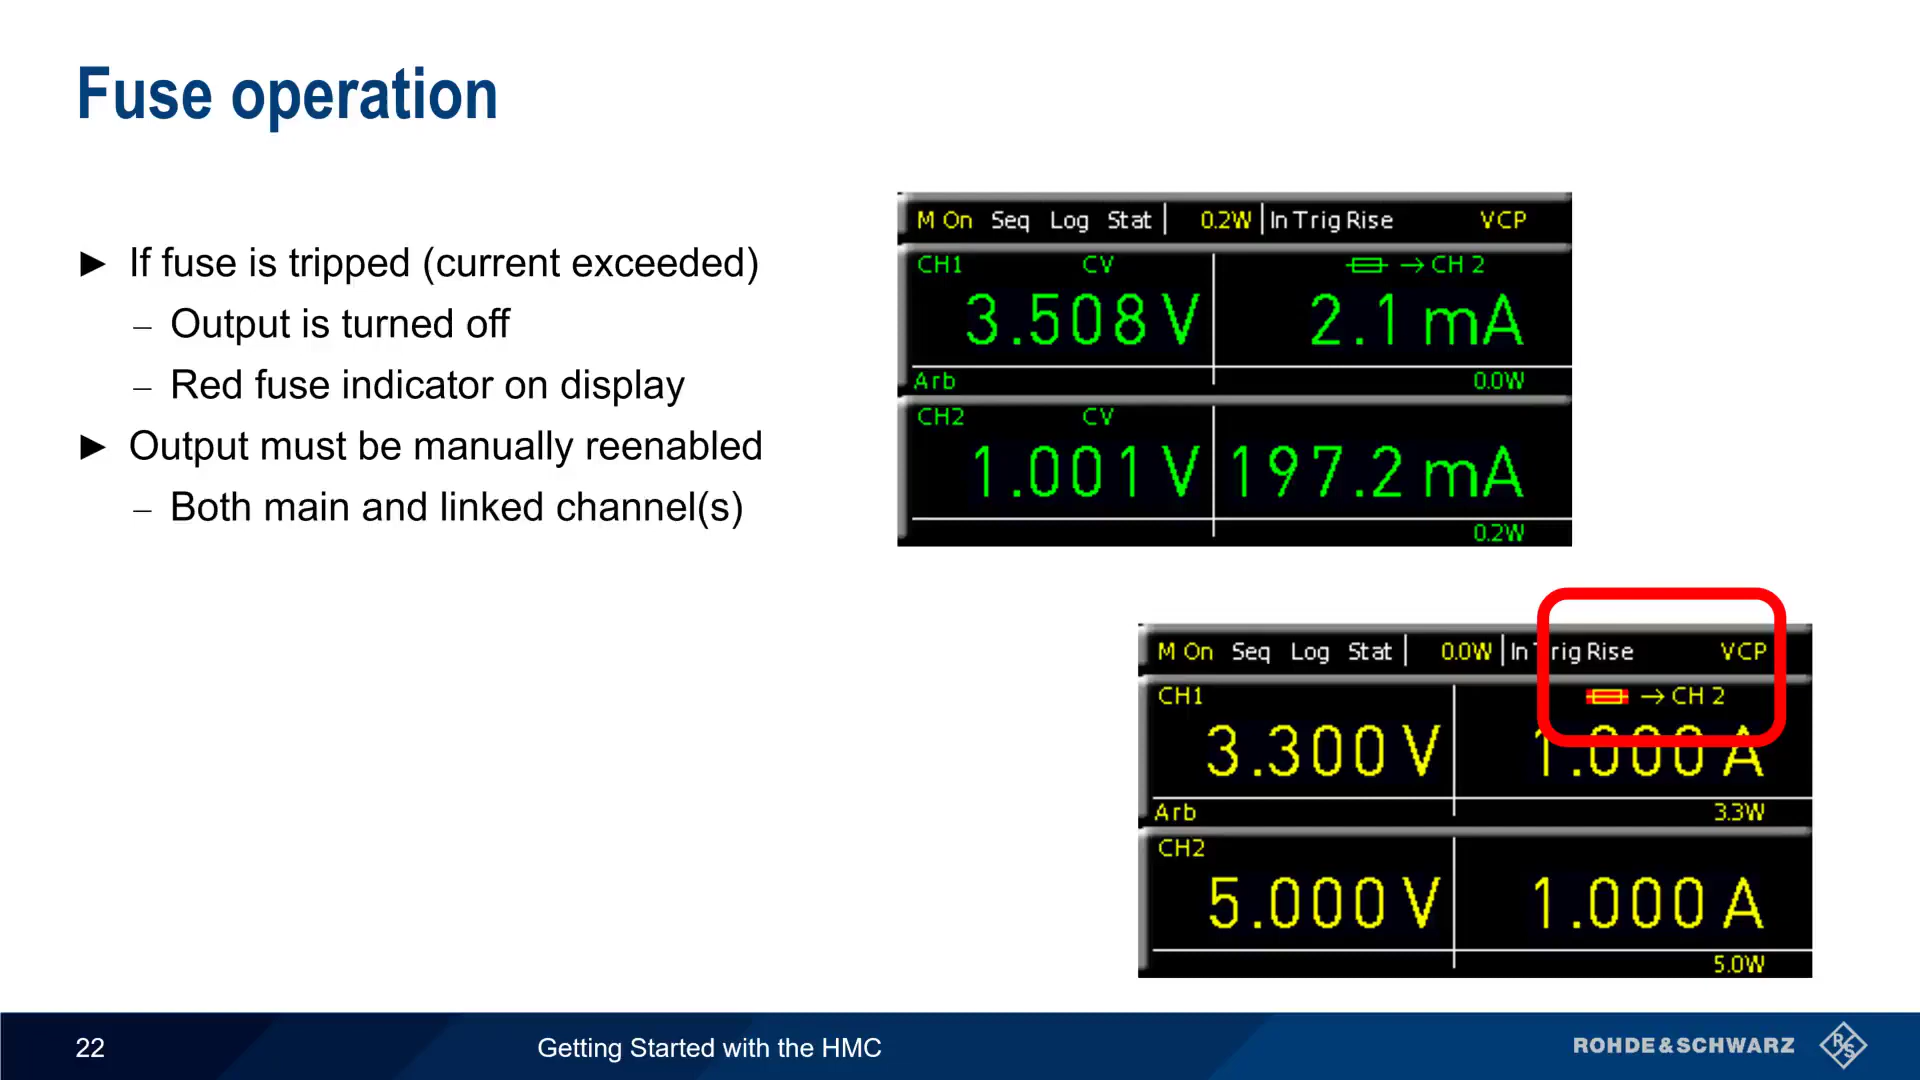 Fuse operation
► If fuse is tripped (current exceeded)
– Output is turned off
– Red fuse indicator on display
► Output must be manually reenabled
– Both main and linked channel(s)
M On Seq Log Stat 0.2W In Trig Rise VCP
CH1 CV → CH 2
3.508 V 2.1 mA
Arb 0.0W
CH2 CV
1.001 V 197.2 mA
0.2W
M On Seq Log Stat 0.0W In Trig Rise VCP
CH1 → CH 2
3.300 V 1.000 A
Arb 3.3W
CH2
5.000 V 1.000 A
5.0W
22 Getting Started with the HMC ROHDE&SCHWARZ R S